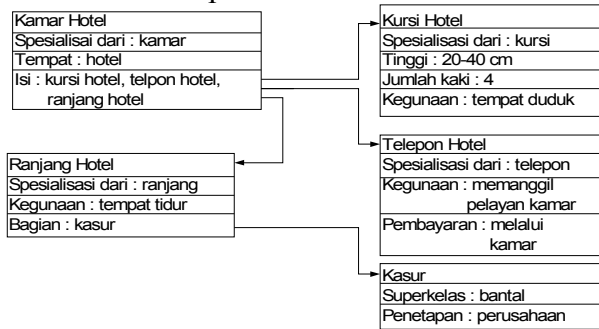 Kamar Hotel
Spesialisai dari : kamar
Tempat : hotel
Isi : kursi hotel, telpon hotel,
ranjang hotel
Kursi Hotel
Spesialisasi dari : kursi
Tinggi : 20-40 cm
Jumlah kaki : 4
Kegunaan : tempat duduk
Ranjang Hotel
Spesialisasi dari : ranjang
Kegunaan : tempat tidur
Bagian : kasur
Telepon Hotel
Spesialisasi dari : telepon
Kegunaan : memanggil
pelayan kamar
Pembayaran : melalui
kamar
Kasur
Superkelas : bantal
Penetapan : perusahaan